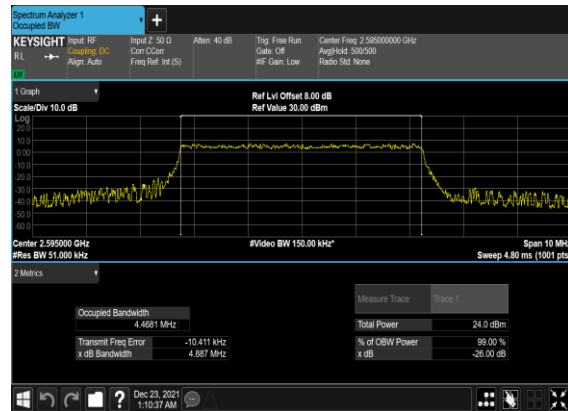 Spectrum Analyzer 1
Occupied BW
+
KEYSIGHT Input: RF Input Z: 50 Ω Atten: 40 dB Trig: Free Run Center Freq: 2.595000000 GHz
RL Coupling: DC Corr CCorr Gate: Off Avg|Hold: 500/500
Align: Auto Freq Ref: Int (S) #IF Gain: Low Radio Std: None
1 Graph
Scale/Div 10.0 dB Ref Lvl Offset 8.00 dB
Ref Value 30.00 dBm
Log
20.0
10.0
0.00
-10.0
-20.0
-30.0
-40.0
-50.0
-60.0
Center 2.595000 GHz #Video BW 150.00 kHz* Span 10 MHz
#Res BW 51.000 kHz Sweep 4.80 ms (1001 pts
2 Metrics
Measure Trace Trace 1
Occupied Bandwidth
4.4681 MHz Total Power 24.0 dBm
Transmit Freq Error -10.411 kHz % of OBW Power 99.00 %
x dB Bandwidth 4.887 MHz x dB -26.00 dB
? Dec 23, 2021
1:10:37 AM